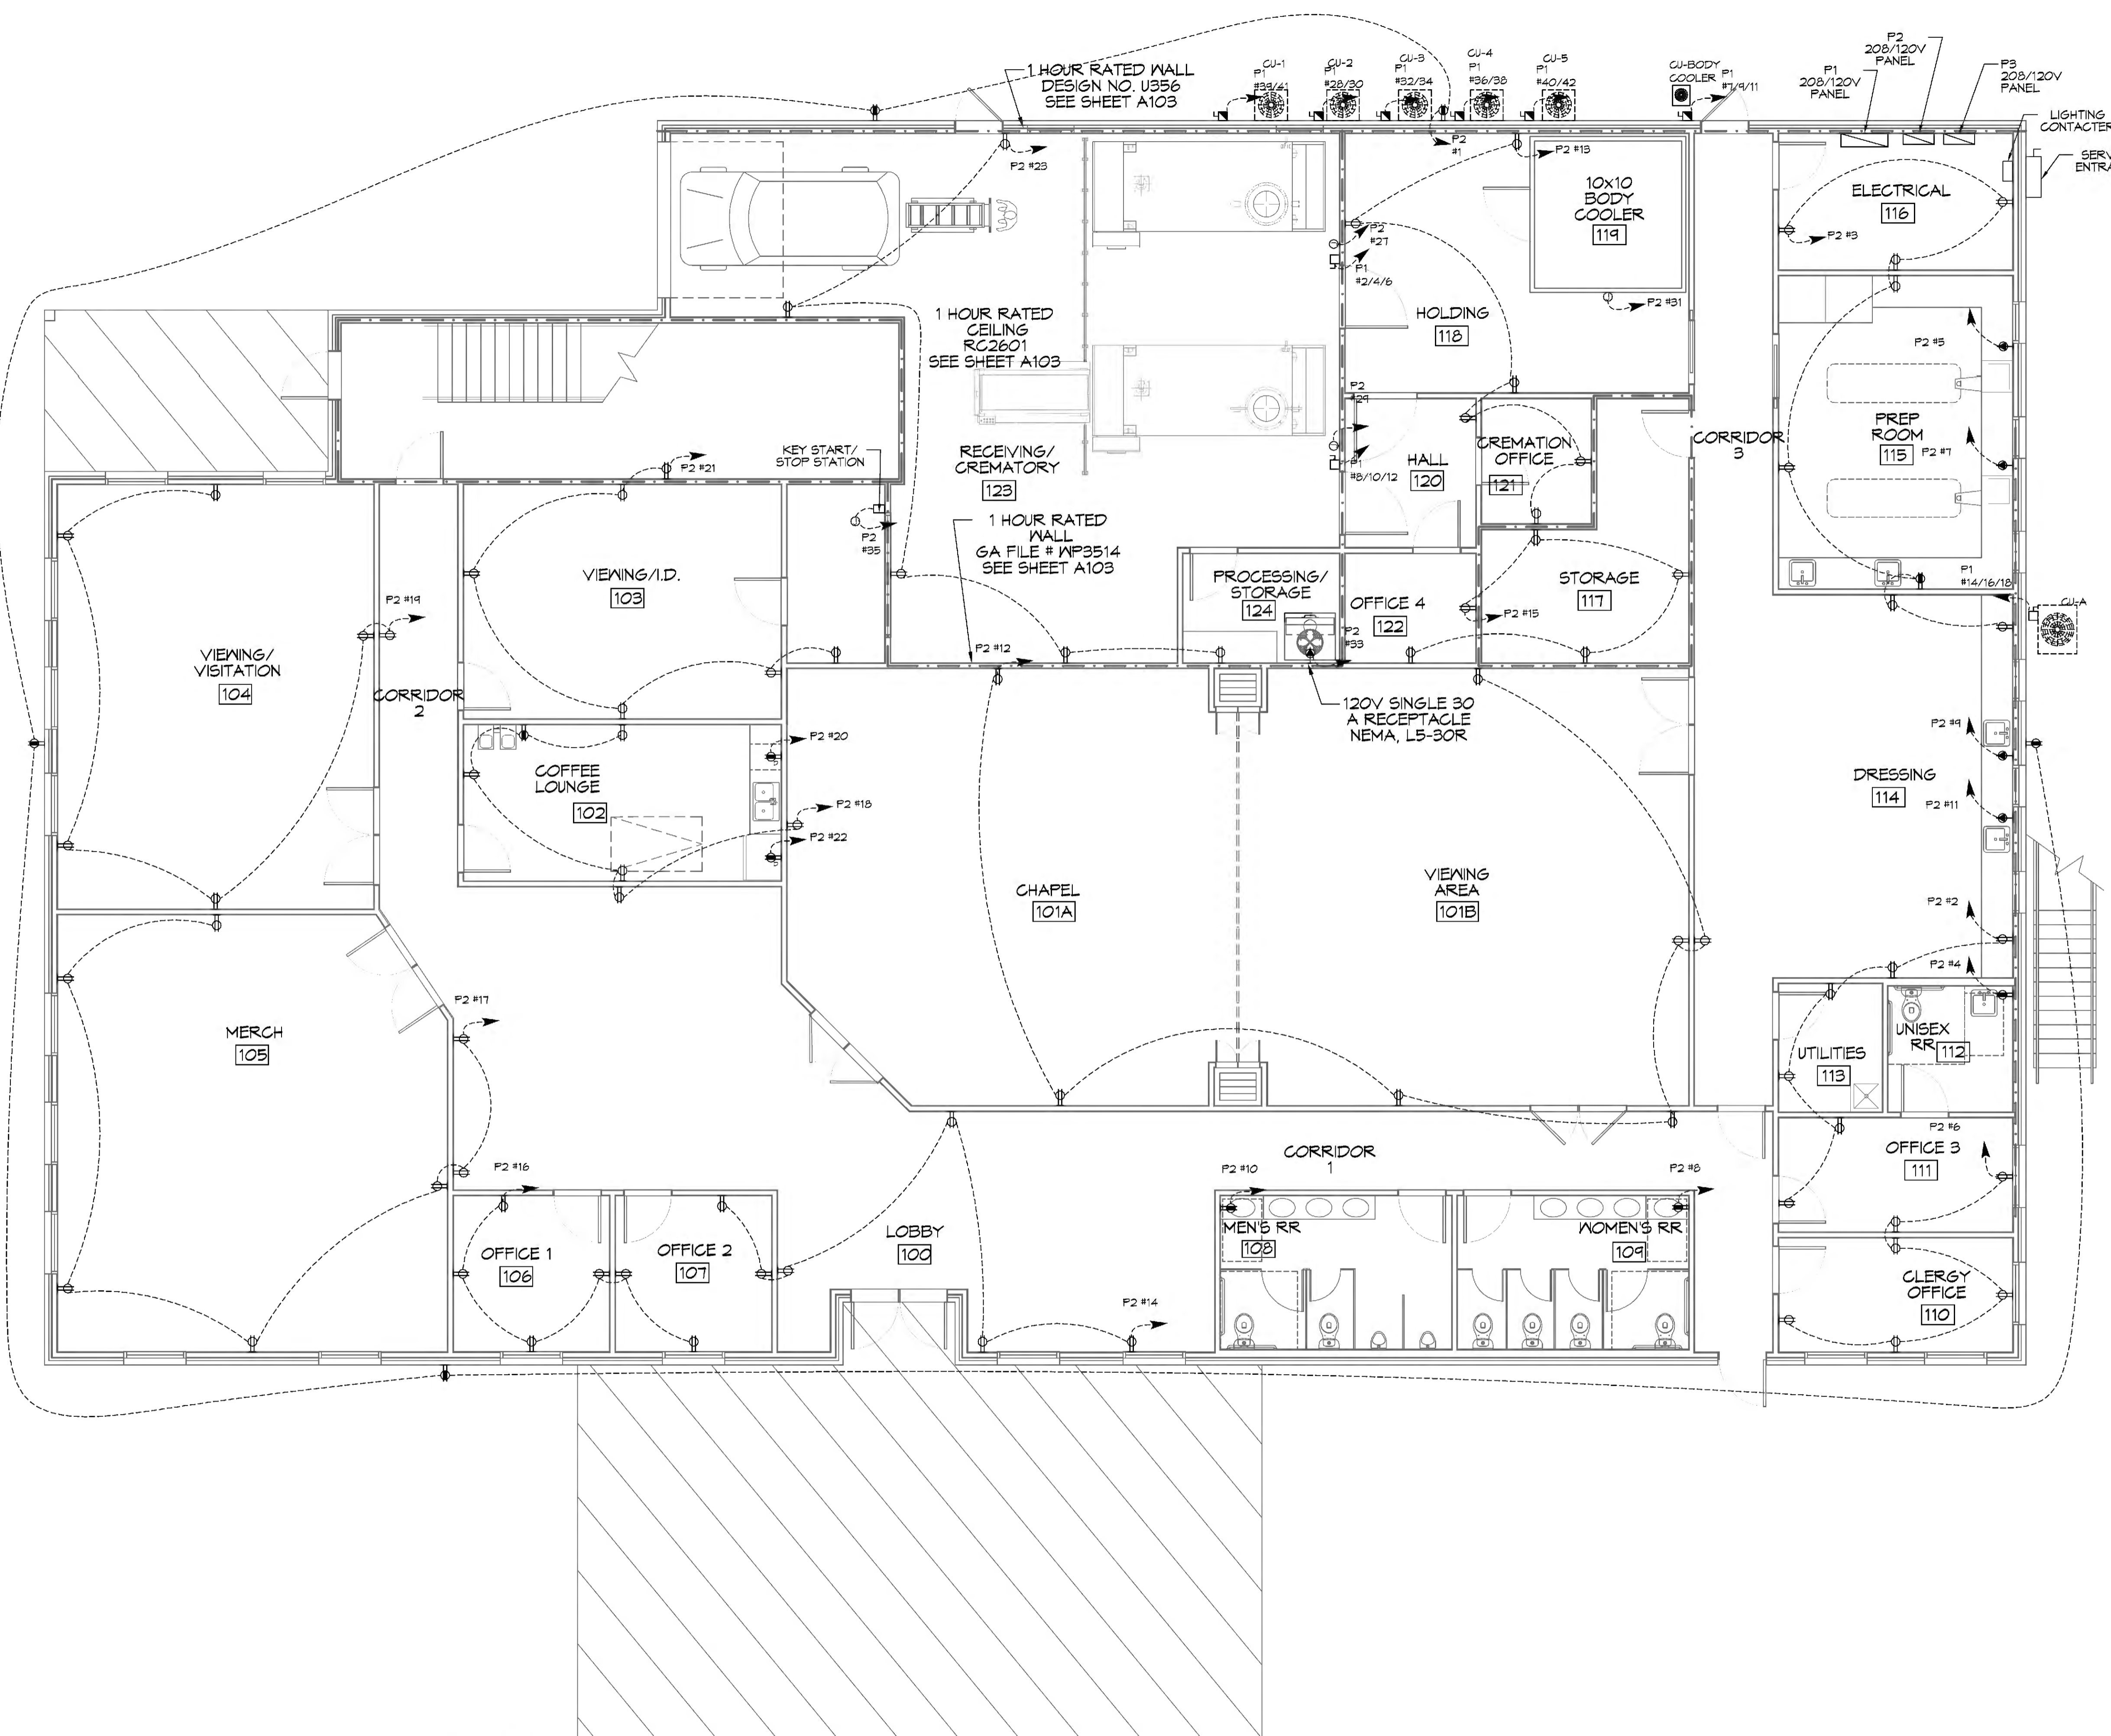 1 HOUR RATED WALL
DESIGN NO. U356
SEE SHEET A103
CU-1
P1
#39/41
CU-2
P1
#28/30
CU-3
P1
#32/34
CU-4
P1
#36/38
CU-5
P1
#40/42
CU-BODY
COOLER
P1
#7/9/11
P1
208/120V
PANEL
P2
208/120V
PANEL
P3
208/120V
PANEL
LIGHTING
CONTACTER
P2 #23
P2
#1
P2 #13
10x10
BODY
COOLER
119
ELECTRICAL
116
P2 #3
P2
#27
P1
#2/4/6
P2 #31
HOLDING
118
1 HOUR RATED
CEILING
RC2601
SEE SHEET A103
P2 #5
PREP
ROOM
115
P2 #7
P2
#29
P1
#8/10/12
HALL
120
CREMATION
OFFICE
121
CORRIDOR
3
KEY START/
STOP STATION
RECEIVING/
CREMATORY
123
P2 #21
P2
#35
1 HOUR RATED
WALL
GA FILE # WP3514
SEE SHEET A103
VIEWING/I.D.
103
P2 #19
PROCESSING/
STORAGE
124
OFFICE 4
122
P2 #15
STORAGE
117
P1
#14/16/18
CU-A
P2
#33
P2 #12
VIEWING/
VISITATION
104
CORRIDOR
2
120V SINGLE 30
A RECEPTACLE
NEMA, L5-30R
P2 #20
P2 #9
COFFEE
LOUNGE
102
P2 #18
P2 #22
DRESSING
114
P2 #11
CHAPEL
101A
VIEWING
AREA
101B
P2 #2
P2 #4
P2 #17
MERCH
105
UNISEX
RR
112
UTILITIES
113
P2 #6
OFFICE 3
111
CORRIDOR
1
P2 #16
P2 #10
P2 #8
OFFICE 1
106
OFFICE 2
107
LOBBY
100
MEN'S RR
108
WOMEN'S RR
109
CLERGY
OFFICE
110
P2 #14